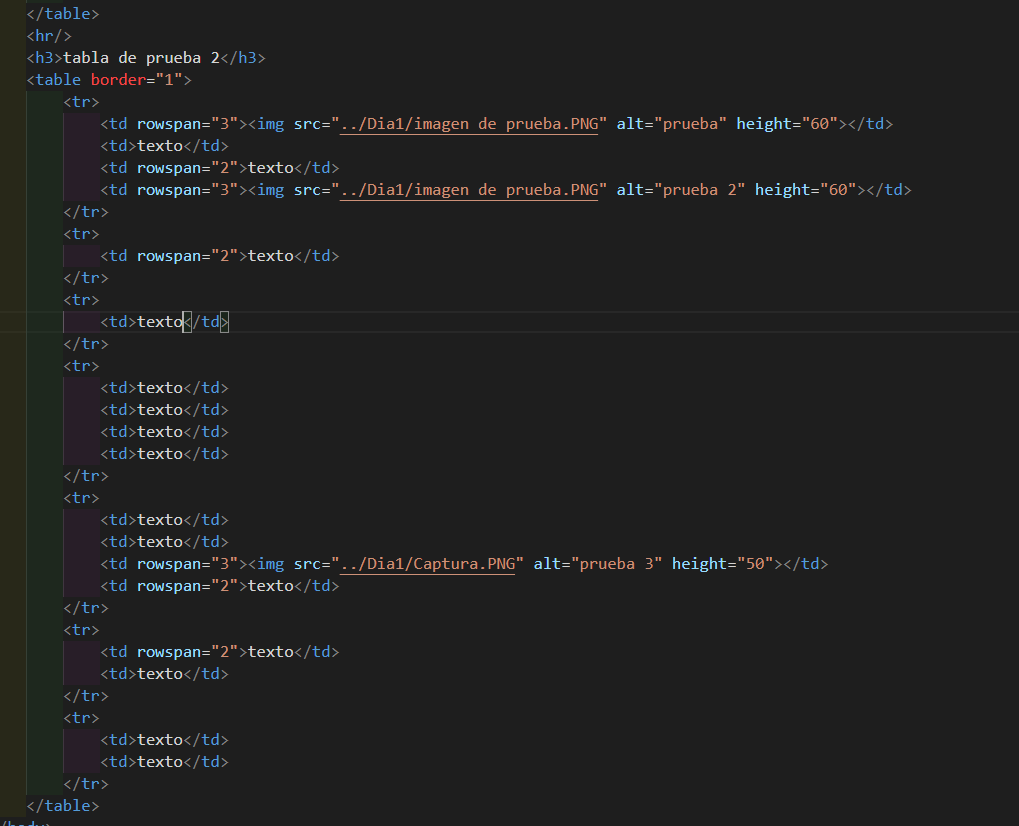 </table>
<hr/>
<h3>tabla de prueba 2</h3>
<table border="1">
<tr>
<td rowspan="3"><img src="../Dia1/imagen de prueba.PNG" alt="prueba" height="60"></td>
<td>texto</td>
<td rowspan="2">texto</td>
<td rowspan="3"><img src="../Dia1/imagen de prueba.PNG" alt="prueba 2" height="60"></td>
</tr>
<tr>
<td rowspan="2">texto</td>
</tr>
<tr>
<td>texto</td>
</tr>
<tr>
<td>texto</td>
<td>texto</td>
<td>texto</td>
<td>texto</td>
</tr>
<tr>
<td>texto</td>
<td>texto</td>
<td rowspan="3"><img src="../Dia1/Captura.PNG" alt="prueba 3" height="50"></td>
<td rowspan="2">texto</td>
</tr>
<tr>
<td rowspan="2">texto</td>
<td>texto</td>
</tr>
<tr>
<td>texto</td>
<td>texto</td>
</tr>
</table>